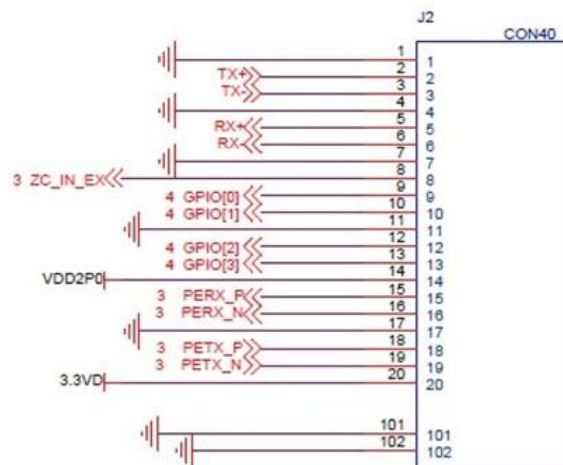 J2
CON40
1 1
TX+ 2 2
TX- 3 3
4 4
RX+ 5 5
RX- 6 6
7 7
3 ZC_IN_EX 8 8
4 GPIO[0] 9 9
4 GPIO[1] 10 10
11 11
4 GPIO[2] 12 12
4 GPIO[3] 13 13
VDD2P0 14 14
3 PERX_P 15 15
3 PERX_N 16 16
17 17
3 PETX_P 18 18
3 PETX_N 19 19
3.3VD 20 20
101 101
102 102